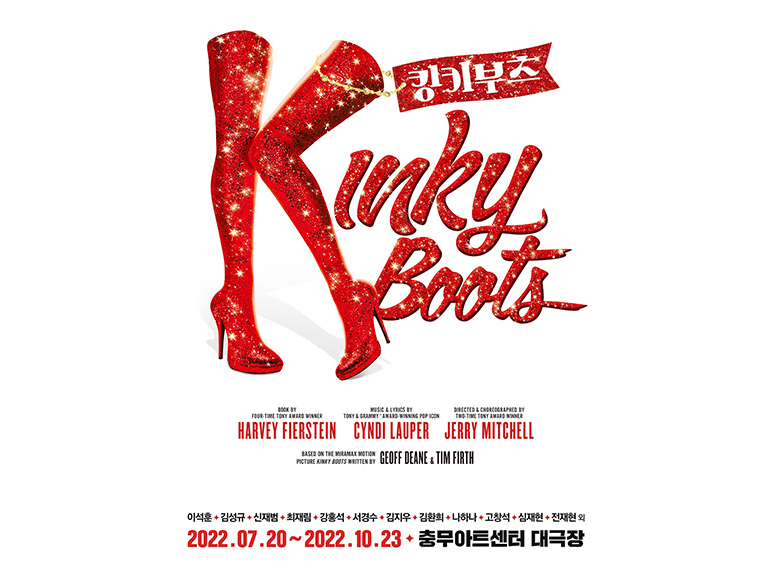 킹키부츠
Kinky
Boots
BOOK BY
FOUR-TIME TONY AWARD WINNER
HARVEY FIERSTEIN
MUSIC & LYRICS BY
TONY & GRAMMY® AWARD-WINNING POP ICON
CYNDI LAUPER
DIRECTED & CHOREOGRAPHED BY
TWO-TIME TONY AWARD WINNER
JERRY MITCHELL
BASED ON THE MIRAMAX MOTION
PICTURE KINKY BOOTS WRITTEN BY GEOFF DEANE & TIM FIRTH
이석훈 ✦ 김성규 ✦ 신재범 ✦ 최재림 ✦ 강홍석 ✦ 서경수 ✦ 김지우 ✦ 김환희 ✦ 나하나 ✦ 고창석 ✦ 심재현 ✦ 전재현 외
2022.07.20~2022.10.23 ✦ 충무아트센터 대극장